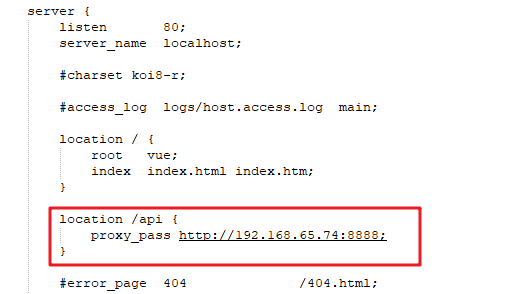 server {
listen       80;
server_name  localhost;
#charset koi8-r;
#access_log  logs/host.access.log  main;
location / {
root   vue;
index  index.html index.htm;
}
location /api {
proxy_pass http://192.168.65.74:8888;
}
#error_page  404              /404.html;